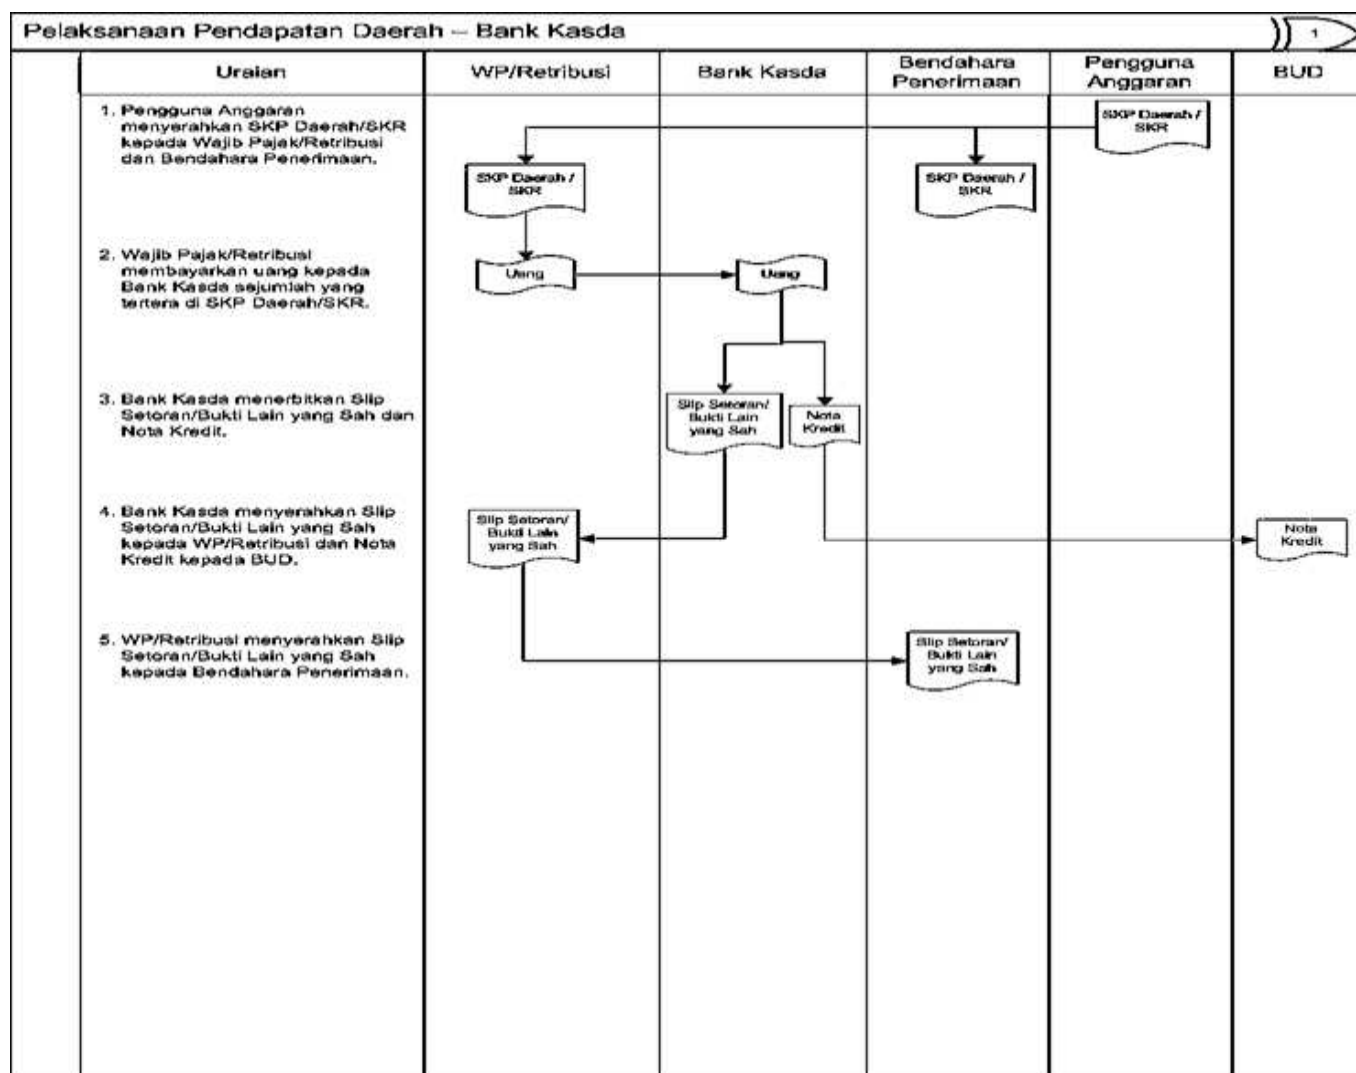 Pelaksanaan Pendapatan Daerah – Bank Kasda
1
Uraian
WP/Retribusi
Bank Kasda
Bendahara
Penerimaan
Pengguna
Anggaran
BUD
1. Pengguna Anggaran
menyerahkan SKP Daerah/SKR
kepada Wajib Pajak/Retribusi
dan Bendahara Penerimaan.
SKP Daerah /
SKR
SKP Daerah /
SKR
SKP Daerah /
SKR
2. Wajib Pajak/Retribusi
membayarkan uang kepada
Bank Kasda sejumlah yang
tertera di SKP Daerah/SKR.
Uang
Uang
3. Bank Kasda menerbitkan Slip
Setoran/Bukti Lain yang Sah dan
Nota Kredit.
Slip Setoran/
Bukti Lain
yang Sah
Nota
Kredit
4. Bank Kasda menyerahkan Slip
Setoran/Bukti Lain yang Sah
kepada WP/Retribusi dan Nota
Kredit kepada BUD.
Slip Setoran/
Bukti Lain
yang Sah
Nota
Kredit
5. WP/Retribusi menyerahkan Slip
Setoran/Bukti Lain yang Sah
kepada Bendahara Penerimaan.
Slip Setoran/
Bukti Lain
yang Sah